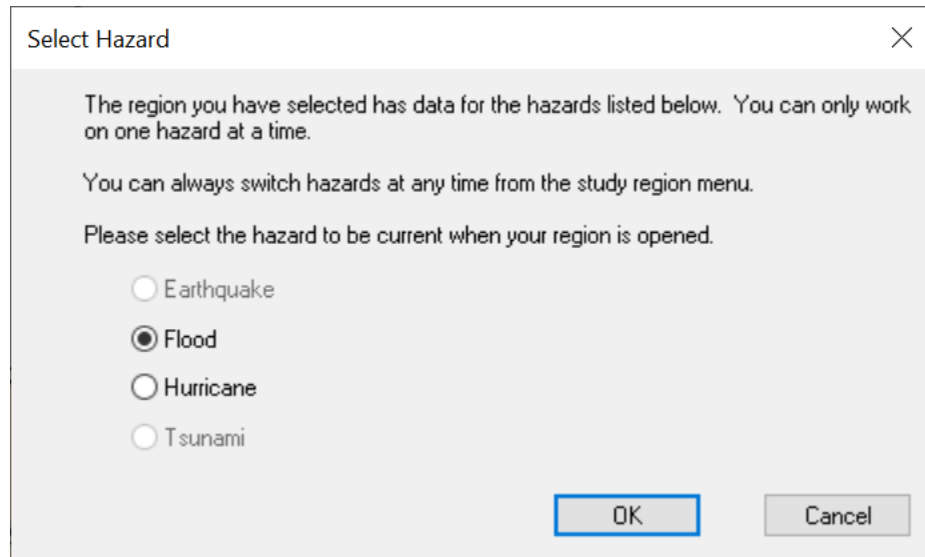 Select Hazard
The region you have selected has data for the hazards listed below.  You can only work
on one hazard at a time.
You can always switch hazards at any time from the study region menu.
Please select the hazard to be current when your region is opened.
Earthquake
Flood
Hurricane
Tsunami
OK
Cancel